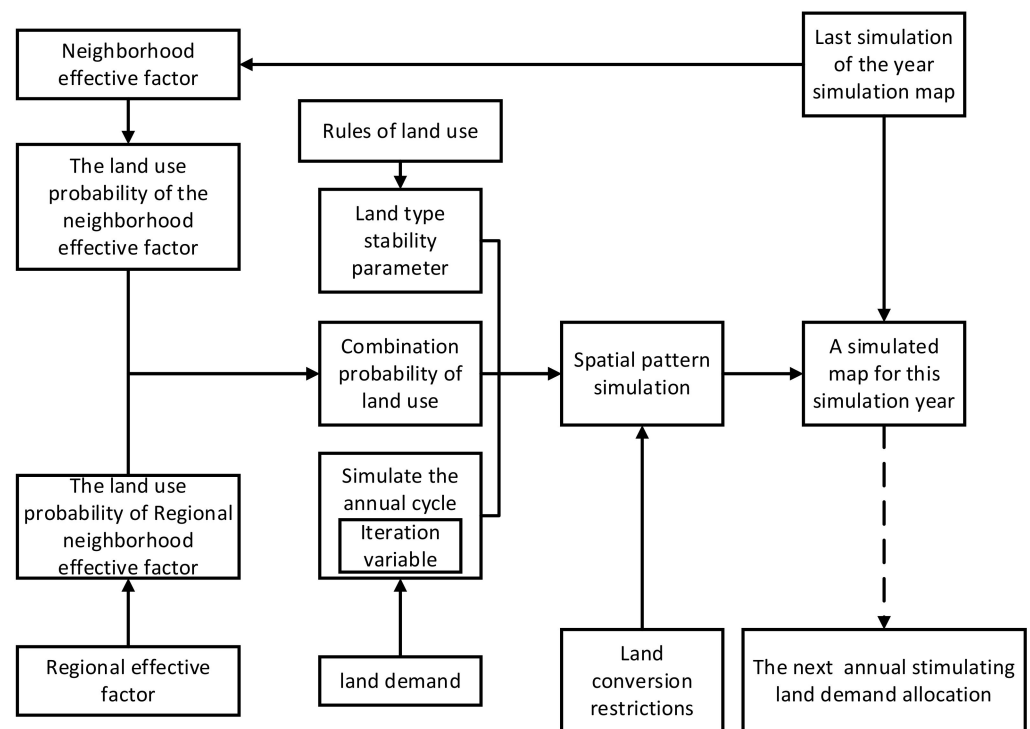 Neighborhood
effective factor
Last simulation
of the year
simulation map
Rules of land use
The land use
probability of the
neighborhood
effective factor
Land type
stability
parameter
Combination
probability of
land use
Spatial pattern
simulation
A simulated
map for this
simulation year
The land use
probability of Regional
neighborhood
effective factor
Simulate the
annual cycle
Iteration
variable
Regional effective
factor
land demand
Land
conversion
restrictions
The next annual stimulating
land demand allocation